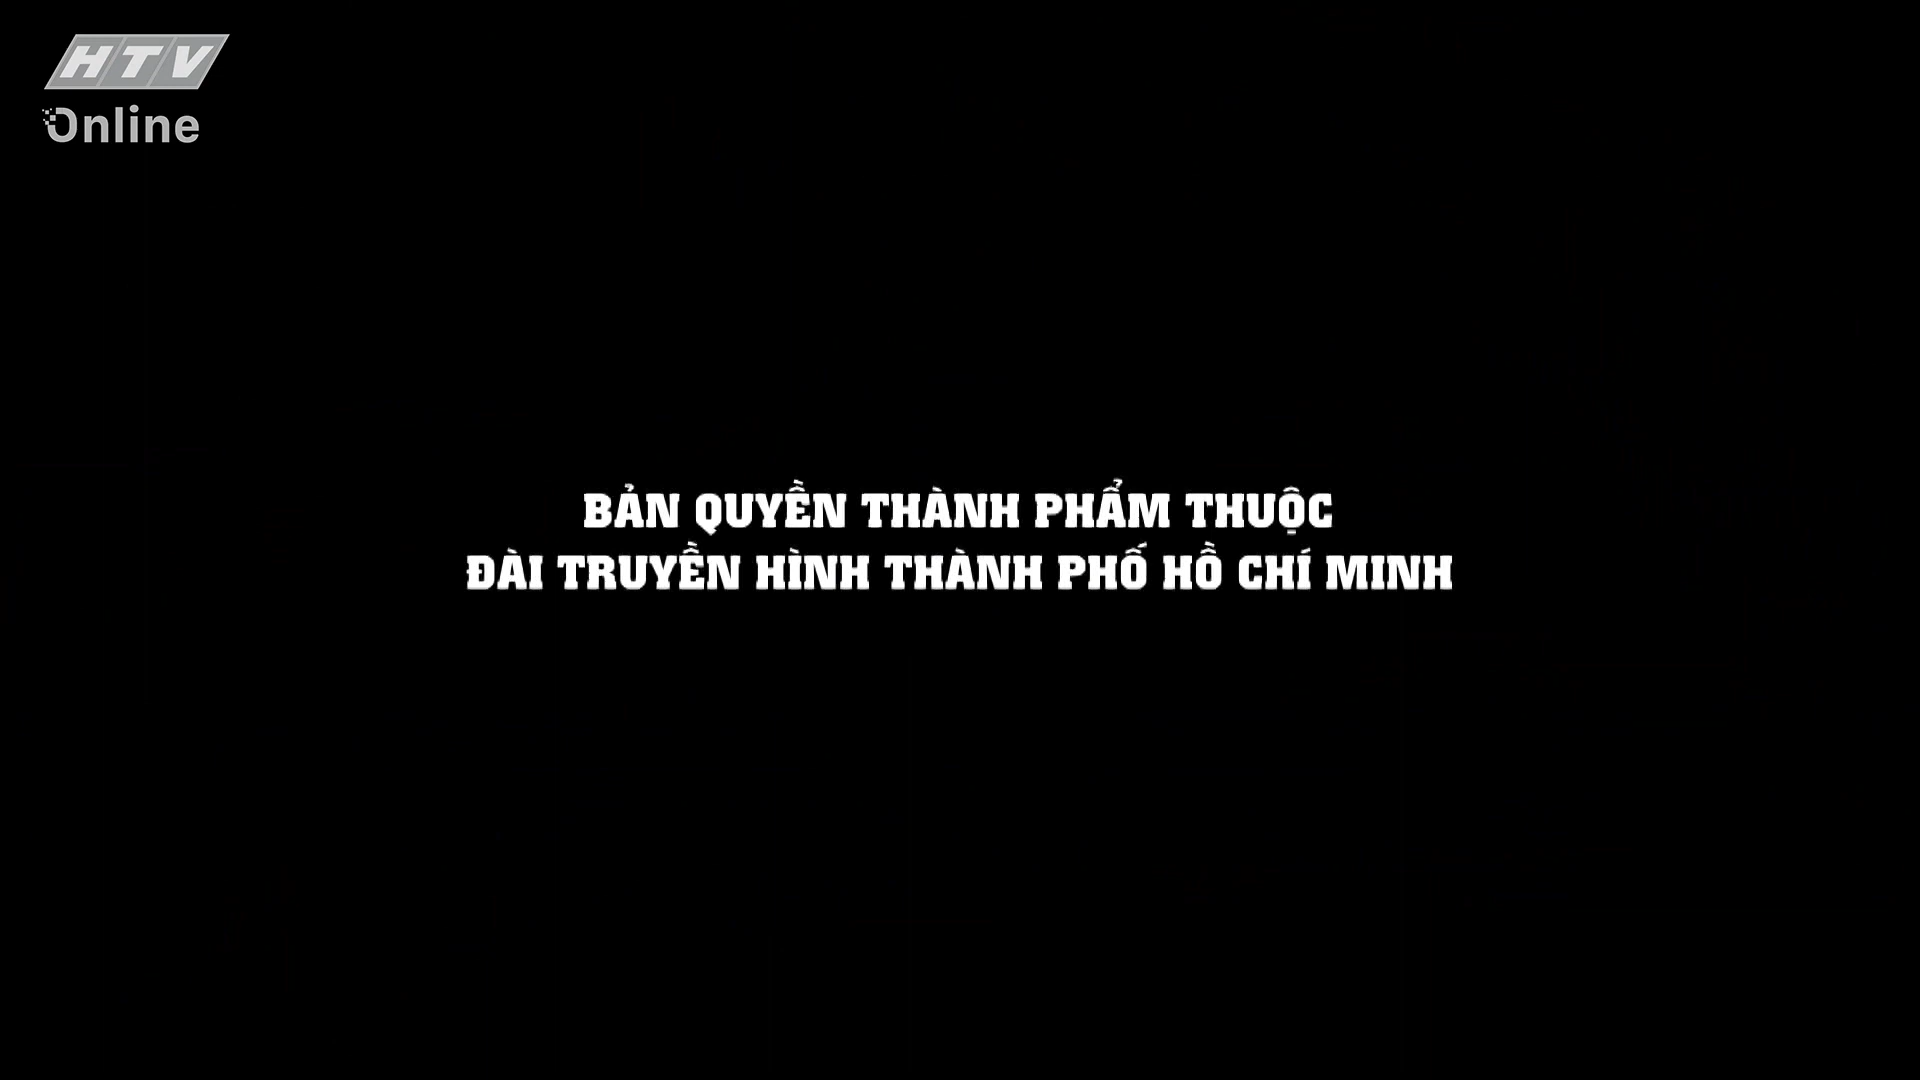 HTV
Online
BẢN QUYỀN THÀNH PHẨM THUỘC
ĐÀI TRUYỀN HÌNH THÀNH PHỐ HỒ CHÍ MINH